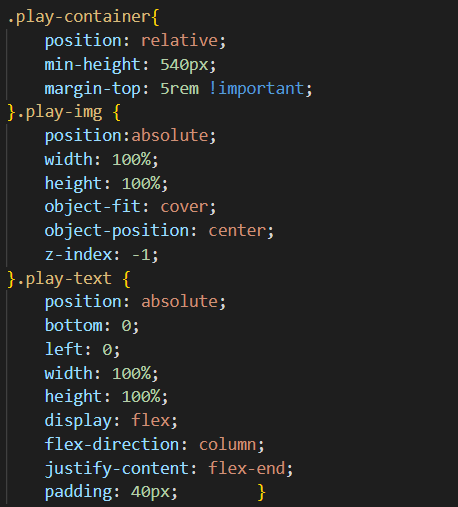 .play-container{
position: relative;
min-height: 540px;
margin-top: 5rem !important;
}.play-img {
position:absolute;
width: 100%;
height: 100%;
object-fit: cover;
object-position: center;
z-index: -1;
}.play-text {
position: absolute;
bottom: 0;
left: 0;
width: 100%;
height: 100%;
display: flex;
flex-direction: column;
justify-content: flex-end;
padding: 40px;        }